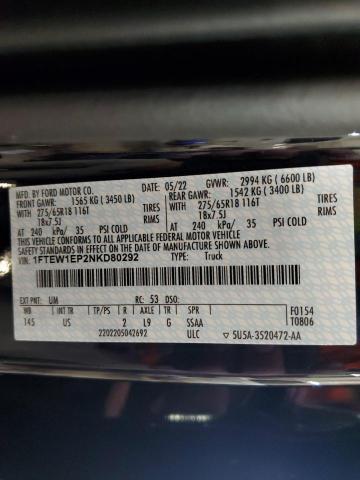 MFD. BY FORD MOTOR CO.
DATE: 05/22 GVWR: 2994 KG ( 6600 LB)
FRONT GAWR: 1565 KG ( 3450 LB) REAR GAWR: 1542 KG ( 3400 LB)
WITH 275/65R18 116T TIRES WITH 275/65R18 116T TIRES
18x7.5J RIMS 18x7.5J RIMS
AT 240 kPa/ 35 PSI COLD AT 240 kPa/ 35 PSI COLD
THIS VEHICLE CONFORMS TO ALL APPLICABLE FEDERAL MOTOR VEHICLE
SAFETY STANDARDS IN EFFECT ON THE DATE OF MANUFACTURE SHOWN ABOVE.
VIN: 1FTEW1EP2NKD80292 TYPE: Truck
EXT PNT: UM RC: 53 DSO:
WB INT TR TP/PS R AXLE TR SPR F0154
145 US 2 L9 G SSAA T0806
2202205042692 ULC 5U5A-3520472-AA